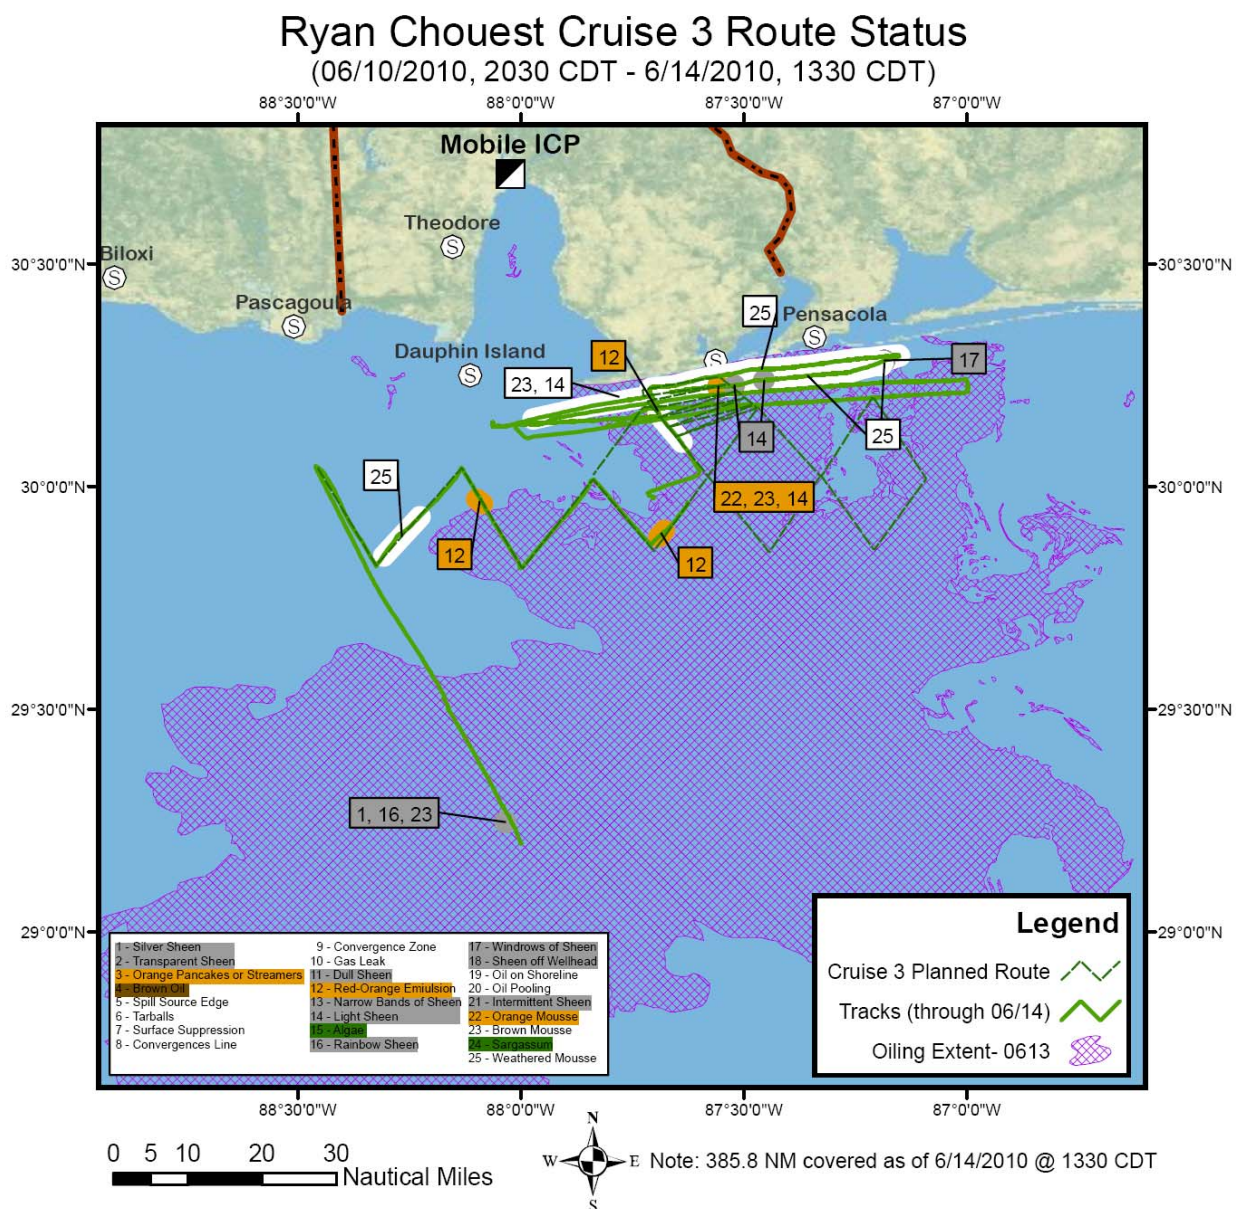 Ryan Chouest Cruise 3 Route Status
(06/10/2010, 2030 CDT - 6/14/2010, 1330 CDT)
88°30'0"W 88°0'0"W 87°30'0"W 87°0'0"W
Mobile ICP
Theodore
Biloxi
S
30°30'0"N 30°30'0"N
S
Pascagoula
25
Pensacola
S
S
Dauphin Island
12
S
17
S
23, 14
14
25
25
30°0'0"N 30°0'0"N
22, 23, 14
12
12
29°30'0"N 29°30'0"N
1, 16, 23
29°0'0"N 29°0'0"N
1 - Silver Sheen
2 - Transparent Sheen
3 - Orange Pancakes or Streamers
4 - Brown Oil
5 - Spill Source Edge
6 - Tarballs
7 - Surface Suppression
8 - Convergences Line
9 - Convergence Zone
10 - Gas Leak
11 - Dull Sheen
12 - Red-Orange Emiulsion
13 - Narrow Bands of Sheen
14 - Light Sheen
15 - Algae
16 - Rainbow Sheen
17 - Windrows of Sheen
18 - Sheen off Wellhead
19 - Oil on Shoreline
20 - Oil Pooling
21 - Intermittent Sheen
22 - Orange Mousse
23 - Brown Mousse
24 - Sargassum
25 - Weathered Mousse
Legend
Cruise 3 Planned Route
Tracks (through 06/14)
Oiling Extent- 0613
88°30'0"W 88°0'0"W 87°30'0"W 87°0'0"W
0 5 10 20 30
Nautical Miles
N
W E
S
Note: 385.8 NM covered as of 6/14/2010 @ 1330 CDT